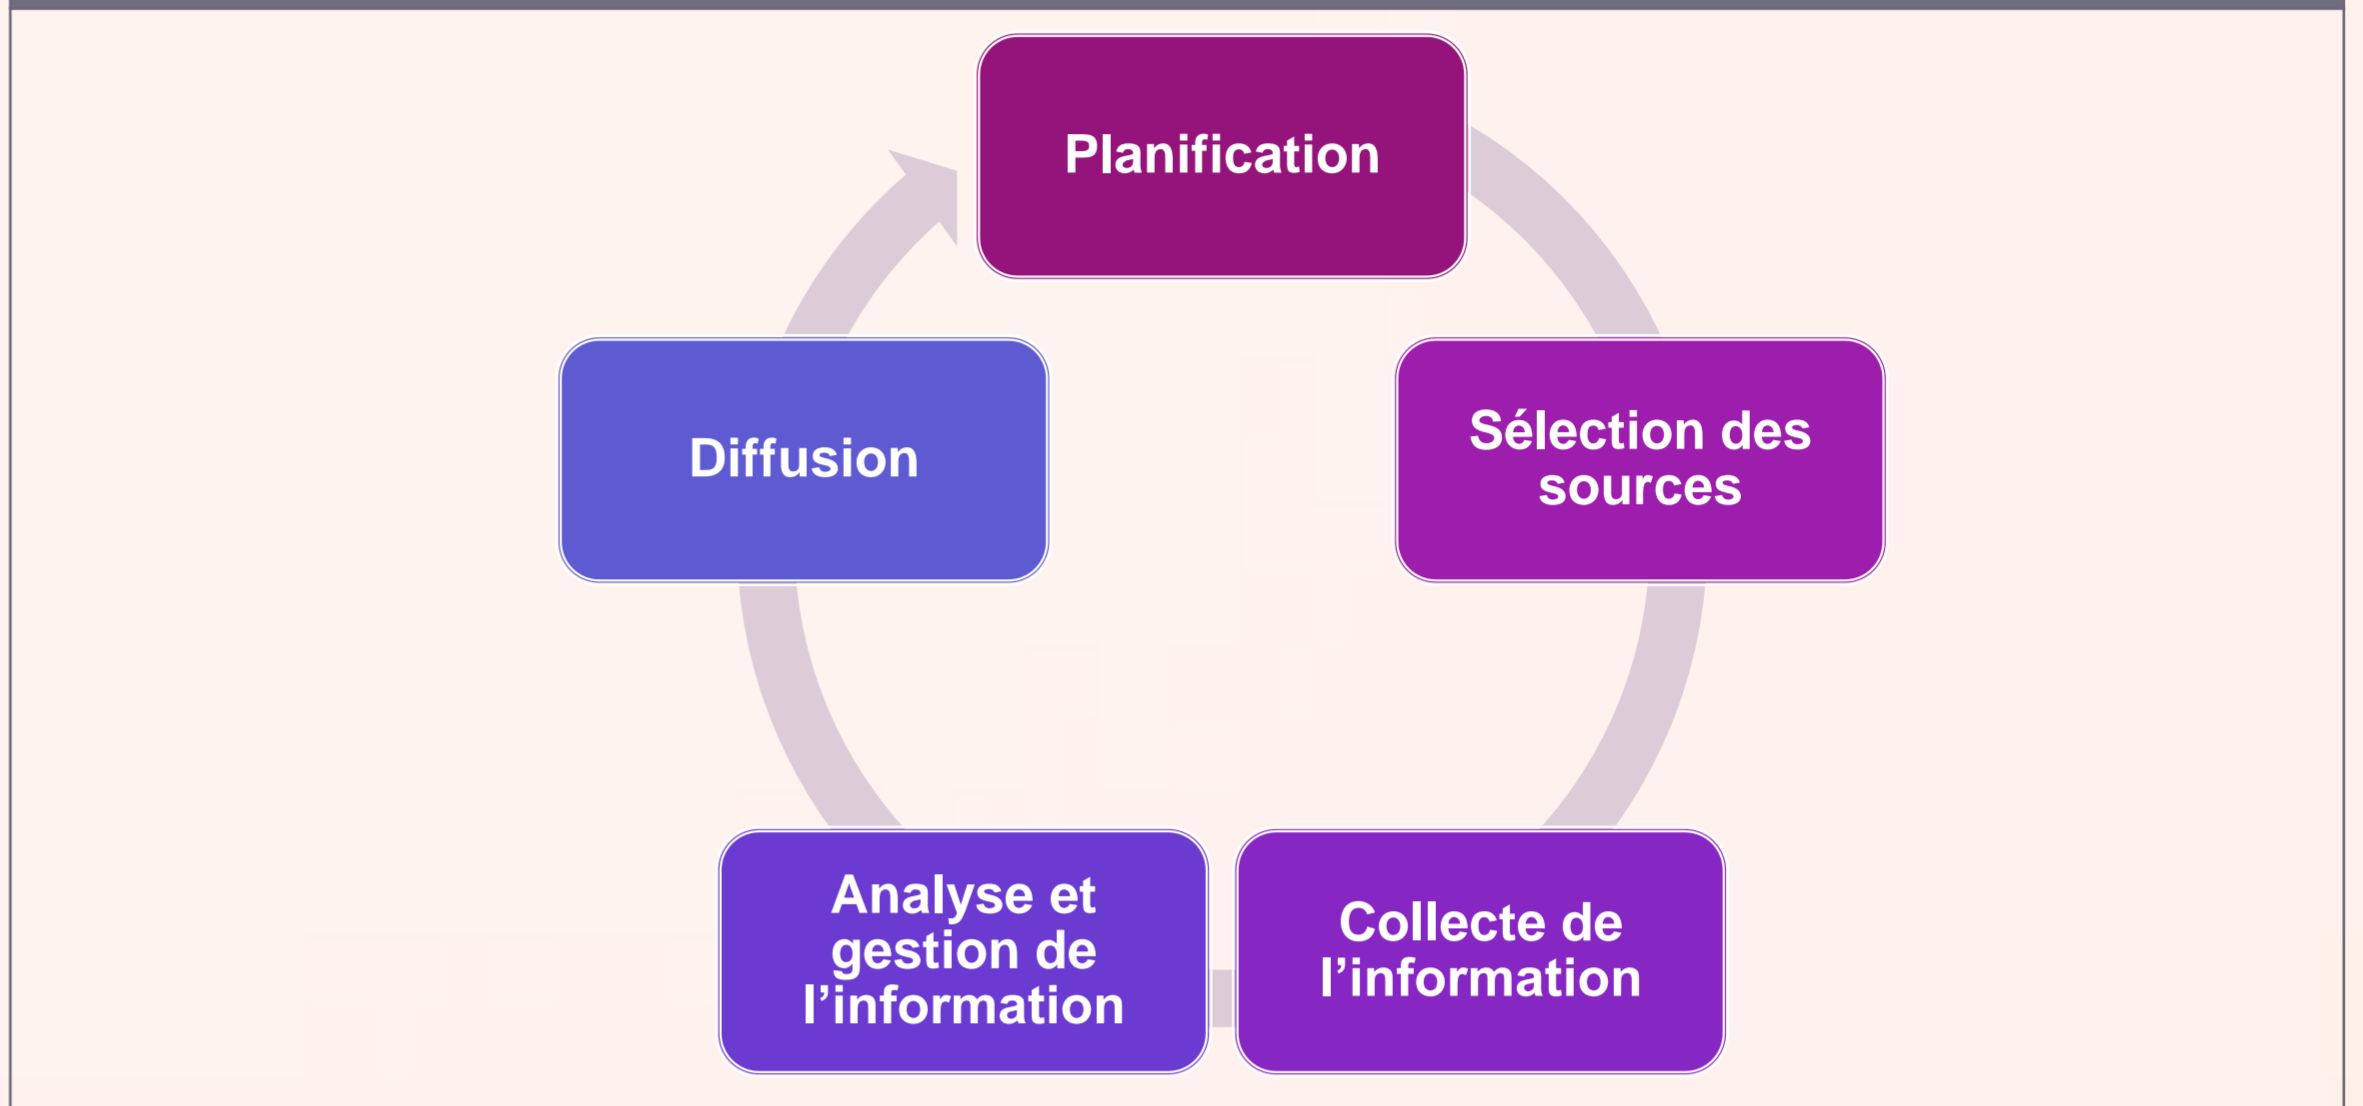 Planification
Sélection des
sources
Collecte de
l’information
Analyse et
gestion de
l’information
Diffusion